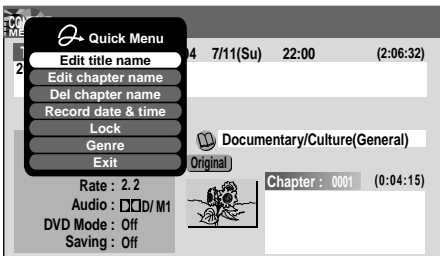 Quick Menu
04 7/11(Su) 22:00 (2:06:32)
Edit title name
2
Edit chapter name
Del chapter name
Record date & time
Lock
Documentary/Culture(General)
Genre
Exit
Original
Rate : 2.2
Chapter : 0001 (0:04:15)
Audio : D/M1
DVD Mode : Off
Saving : Off